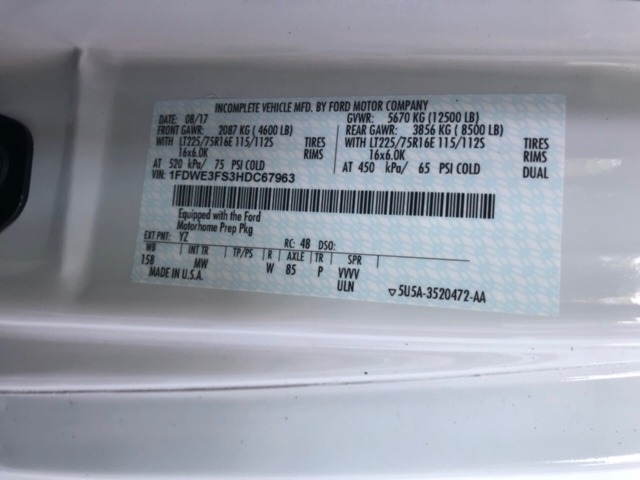 INCOMPLETE VEHICLE MFD. BY FORD MOTOR COMPANY
DATE: 08/17 GVWR: 5670 KG (12500 LB)
FRONT GAWR: 2087 KG (4600 LB) REAR GAWR: 3856 KG (8500 LB)
WITH LT225/75R16E 115/112S TIRES WITH LT225/75R16E 115/112S TIRES
16x6.0K RIMS 16x6.0K RIMS
AT 520 kPa/ 75 PSI COLD AT 450 kPa/ 65 PSI COLD DUAL
VIN: 1FDWE3FS3HDC67963
Equipped with the Ford
Motorhome Prep Pkg
EXT PNT: YZ RC: 48 DSO:
WB INT TR TP/PS R AXLE TR SPR
158 MW W 85 P VVVV
MADE IN U.S.A. ULN
▽5U5A-3520472-AA